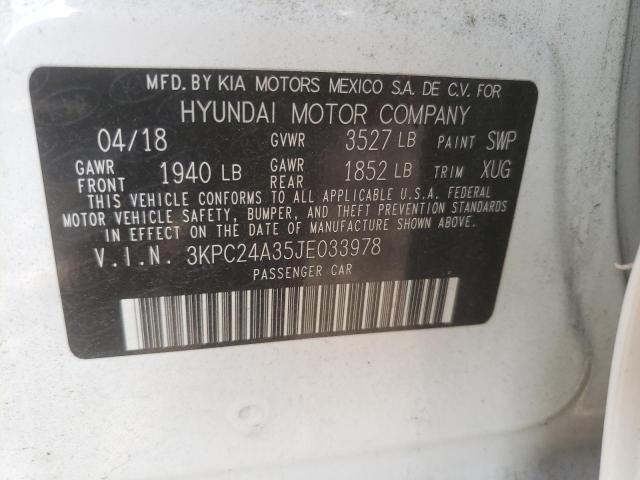 MFD. BY KIA MOTORS MEXICO S.A. DE C.V. FOR
HYUNDAI MOTOR COMPANY
04/18 GVWR 3527 LB PAINT SWP
GAWR FRONT 1940 LB GAWR REAR 1852 LB TRIM XUG
THIS VEHICLE CONFORMS TO ALL APPLICABLE U.S.A. FEDERAL
MOTOR VEHICLE SAFETY, BUMPER, AND THEFT PREVENTION STANDARDS
IN EFFECT ON THE DATE OF MANUFACTURE SHOWN ABOVE.
V.I.N. 3KPC24A35JE033978
PASSENGER CAR